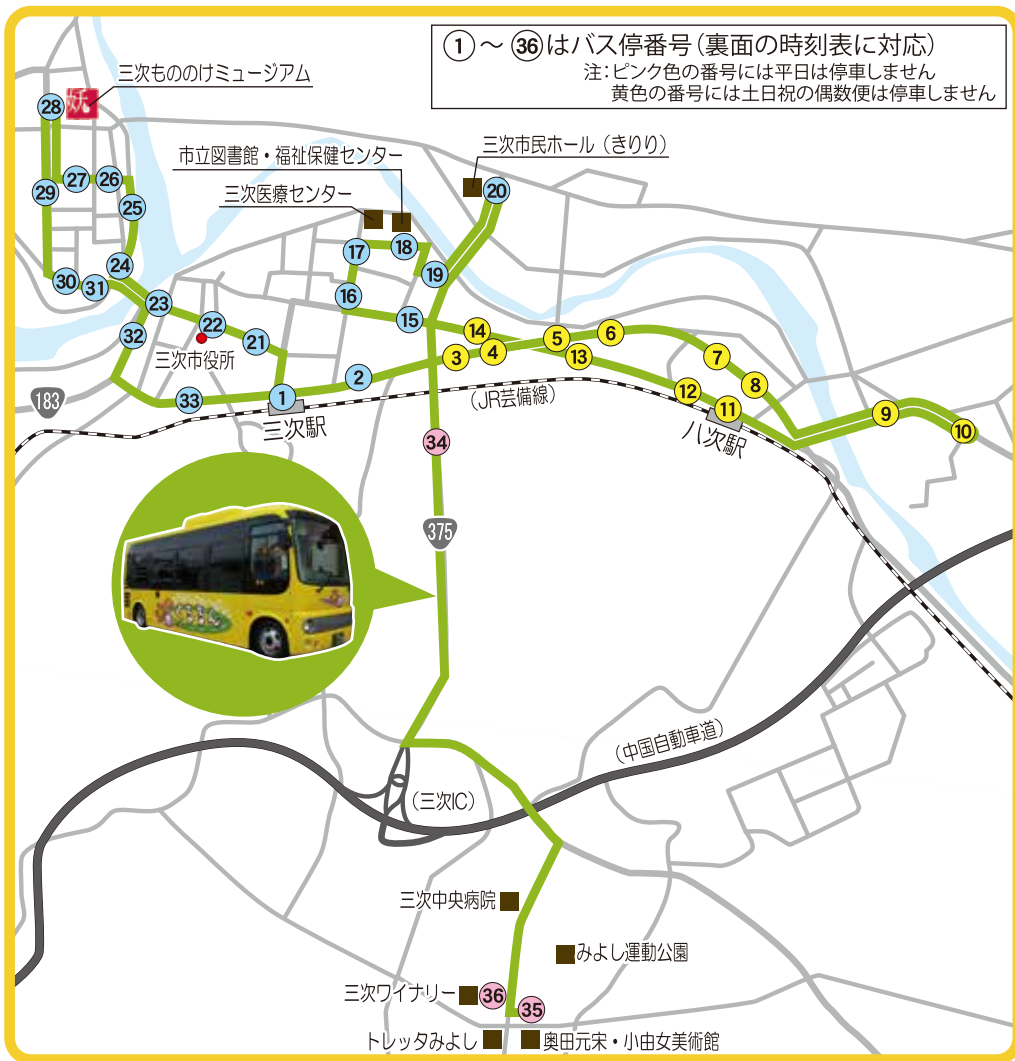 ①～㊱はバス停番号(裏面の時刻表に対応)
注:ピンク色の番号には平日は停車しません
黄色の番号には土日祝の偶数便は停車しません
三次もののけミュージアム
妖
28
市立図書館・福祉保健センター
三次市民ホール(きりり)
三次医療センター
20
29
27
26
25
17
18
19
24
30
31
23
16
15
32
22
21
14
5
6
三次市役所
3
4
13
7
2
8
12
183
33
1
11
9
三次駅
(JR芸備線)
八次駅
10
34
375
くるるん
(中国自動車道)
(三次IC)
三次中央病院
みよし運動公園
三次ワイナリー
36
35
トレッタみよし
奥田元宋・小由女美術館